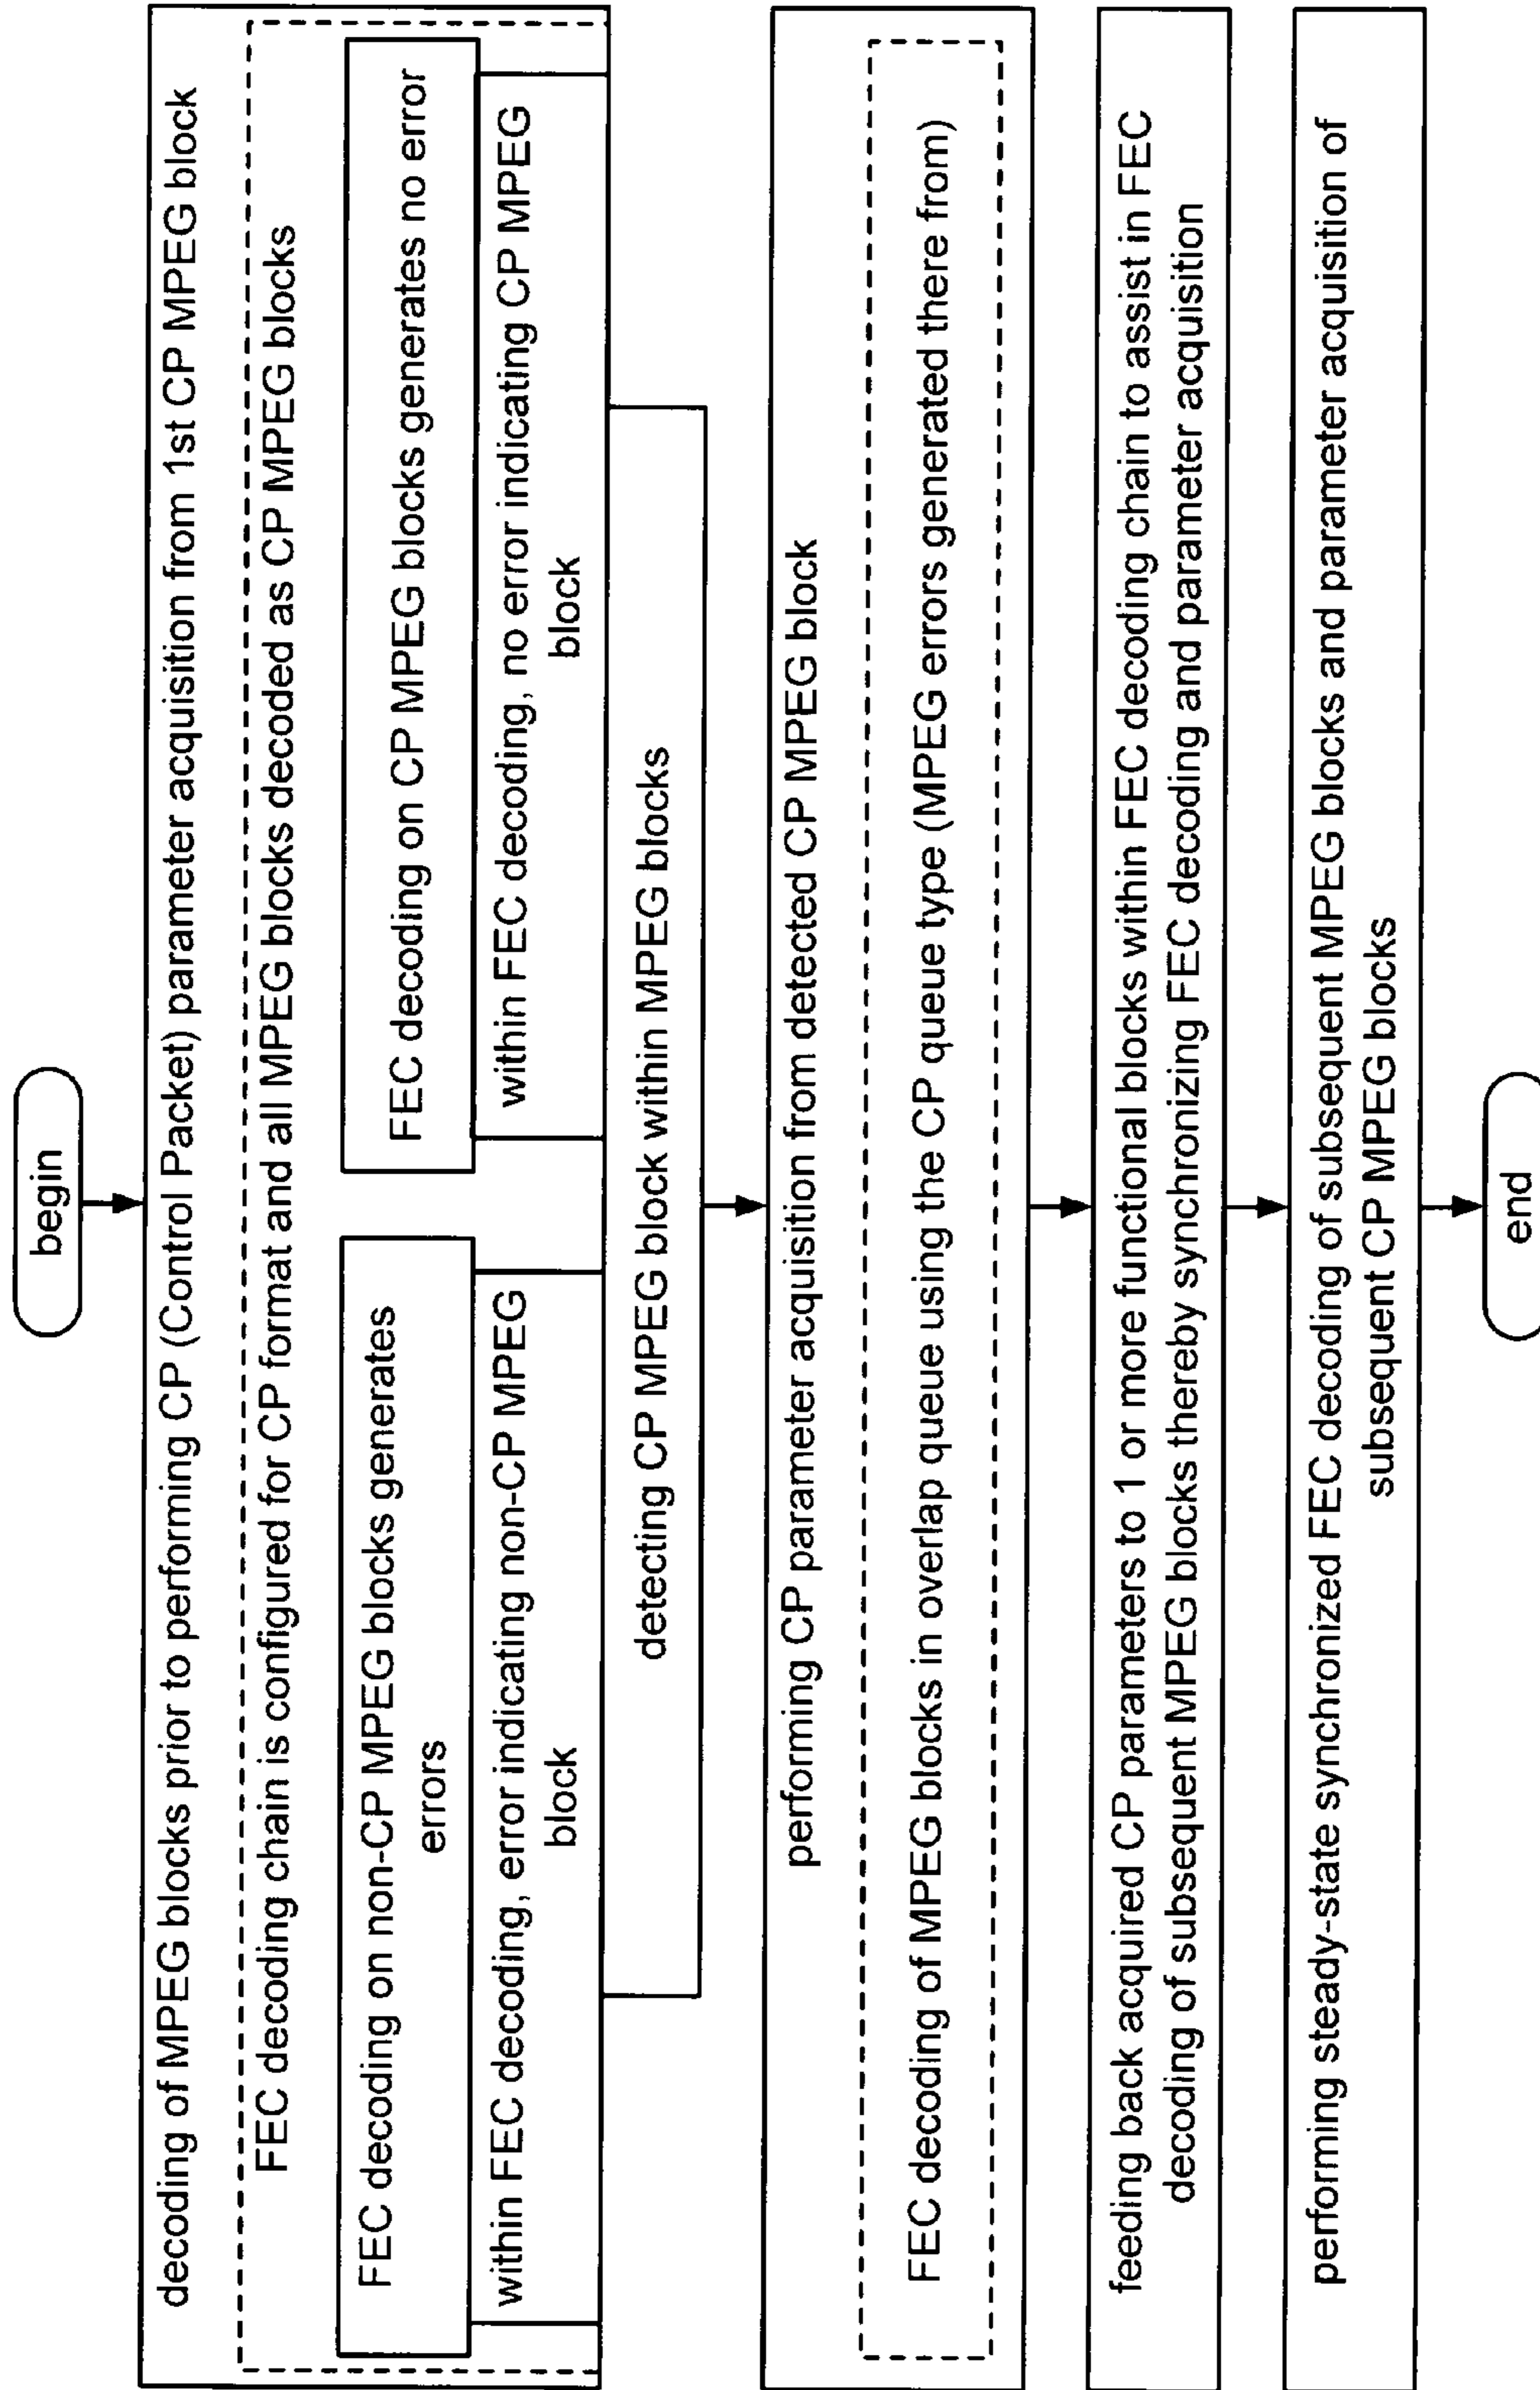 begin
decoding of MPEG blocks prior to performing CP (Control Packet) parameter acquisition from 1st CP MPEG block
FEC decoding chain is configured for CP format and all MPEG blocks decoded as CP MPEG blocks
FEC decoding on non-CP MPEG blocks generates
errors
within FEC decoding, error indicating non-CP MPEG
block
FEC decoding on CP MPEG blocks generates no error
within FEC decoding, no error indicating CP MPEG
block
detecting CP MPEG block within MPEG blocks
performing CP parameter acquisition from detected CP MPEG block
FEC decoding of MPEG blocks in overlap queue using the CP queue type (MPEG errors generated there from)
feeding back acquired CP parameters to 1 or more functional blocks within FEC decoding chain to assist in FEC
decoding of subsequent MPEG blocks thereby synchronizing FEC decoding and parameter acquisition
performing steady-state synchronized FEC decoding of subsequent MPEG blocks and parameter acquisition of
subsequent CP MPEG blocks
end